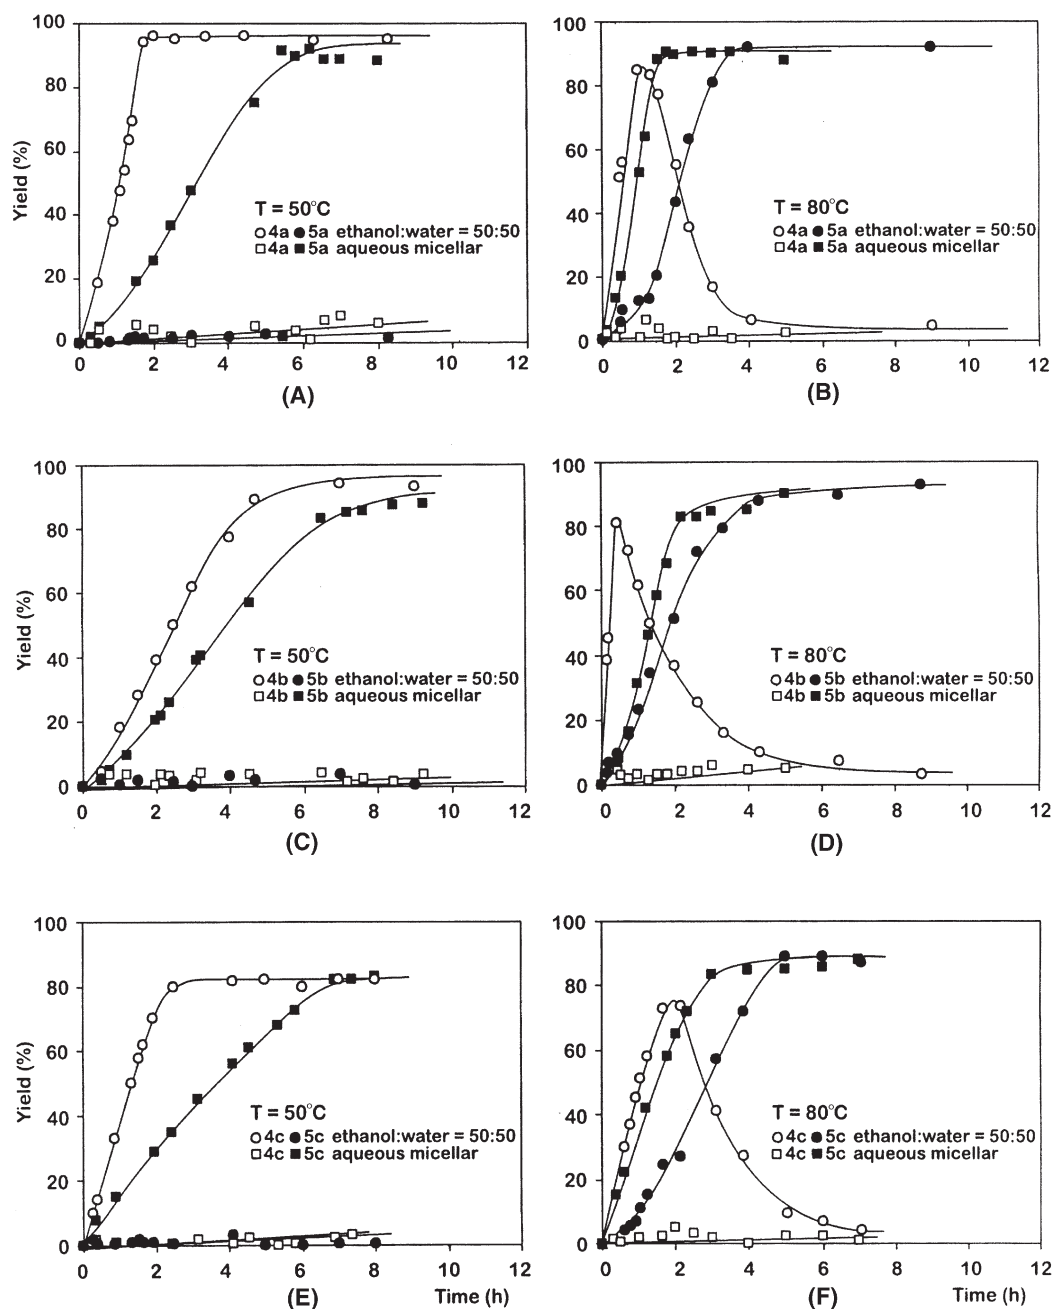 100
80
60
40
20
0
Yield (%)
T = 50°C
4a 5a ethanol:water = 50:50
4a 5a aqueous micellar
0 2 4 6 8 10 12
(A)
100
80
60
40
20
0
T = 80°C
4a 5a ethanol:water = 50:50
4a 5a aqueous micellar
0 2 4 6 8 10 12
(B)
100
80
60
40
20
0
Yield (%)
T = 50°C
4b 5b ethanol:water = 50:50
4b 5b aqueous micellar
0 2 4 6 8 10 12
(C)
100
80
60
40
20
0
T = 80°C
4b 5b ethanol:water = 50:50
4b 5b aqueous micellar
0 2 4 6 8 10 12
(D)
100
80
60
40
20
0
Yield (%)
T = 50°C
4c 5c ethanol:water = 50:50
4c 5c aqueous micellar
0 2 4 6 8 10 12
(E) Time (h)
100
80
60
40
20
0
T = 80°C
4c 5c ethanol:water = 50:50
4c 5c aqueous micellar
0 2 4 6 8 10 12
(F) Time (h)